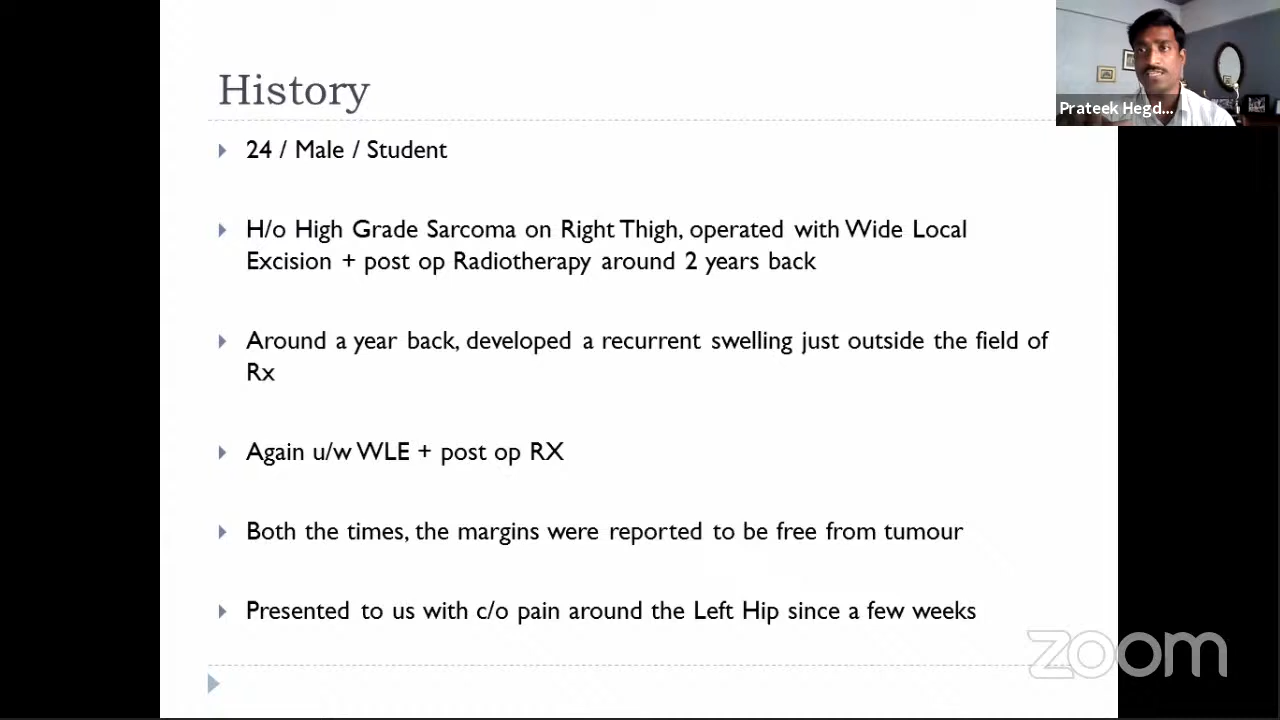 History
Prateek Hegd...
24 / Male / Student
H/o High Grade Sarcoma on Right Thigh, operated with Wide Local
Excision + post op Radiotherapy around 2 years back
Around a year back, developed a recurrent swelling just outside the field of
Rx
Again u/w WLE + post op RX
Both the times, the margins were reported to be free from tumour
Presented to us with c/o pain around the Left Hip since a few weeks
zoom